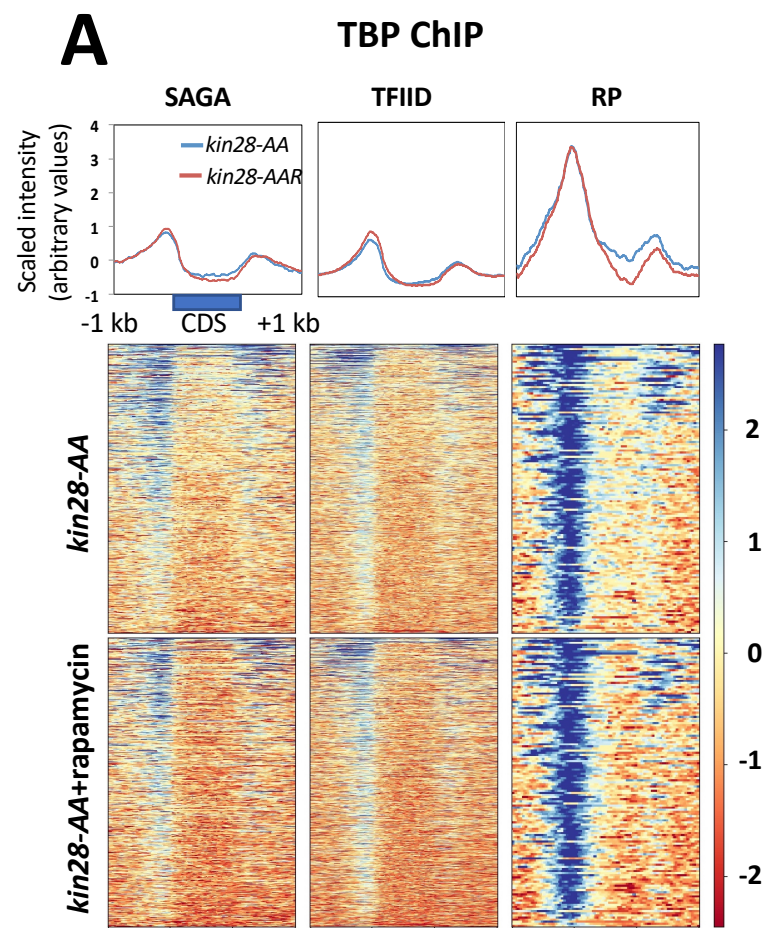 A
TBP ChIP
SAGA
TFIID
RP
Scaled intensity
(arbitrary values)
4
3
2
1
0
-1
kin28-AA
kin28-AAR
-1 kb
CDS
+1 kb
kin28-AA
kin28-AA+rapamycin
2
1
0
-1
-2